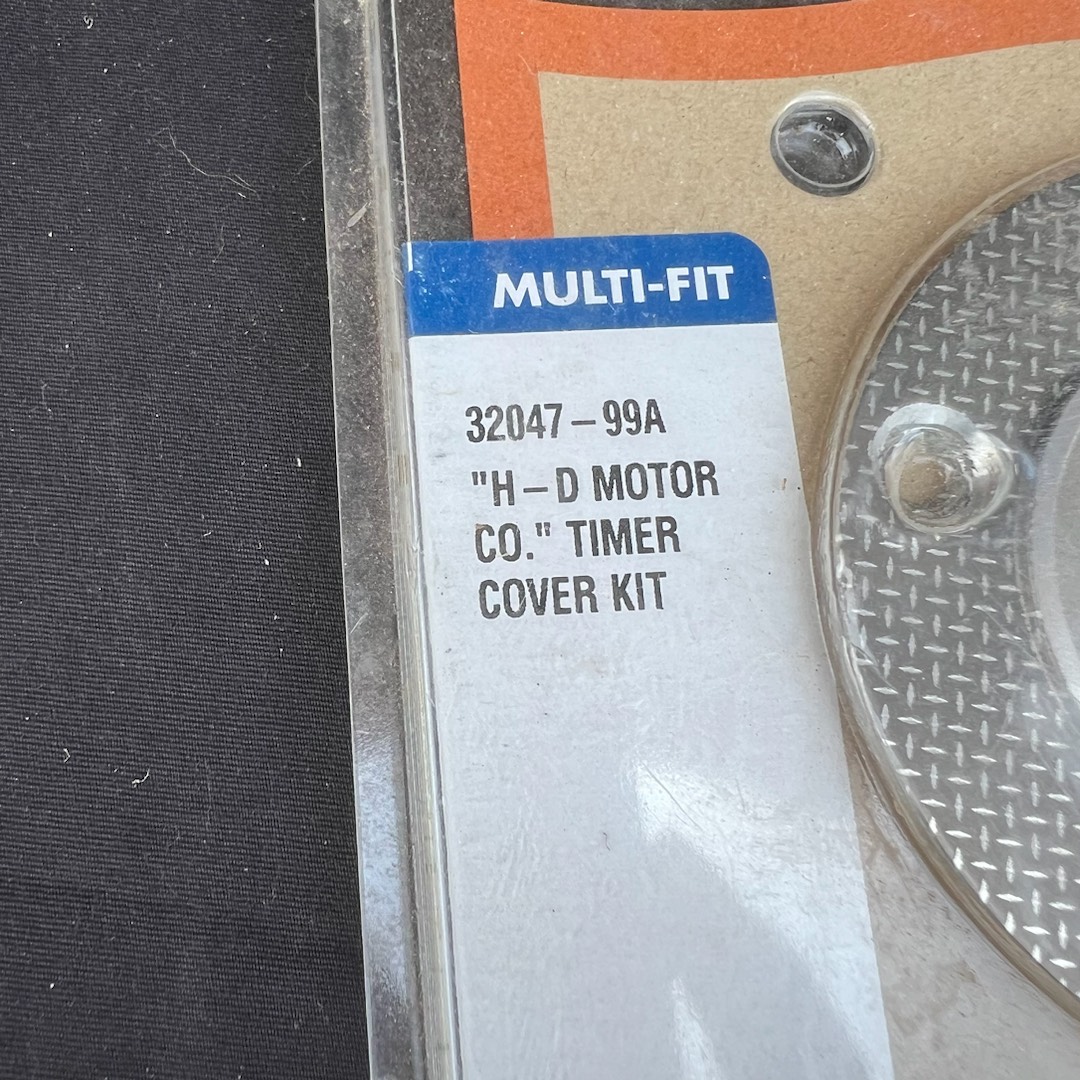 MULTI-FIT
32047-99A
"H-D MOTOR
CO." TIMER
COVER KIT